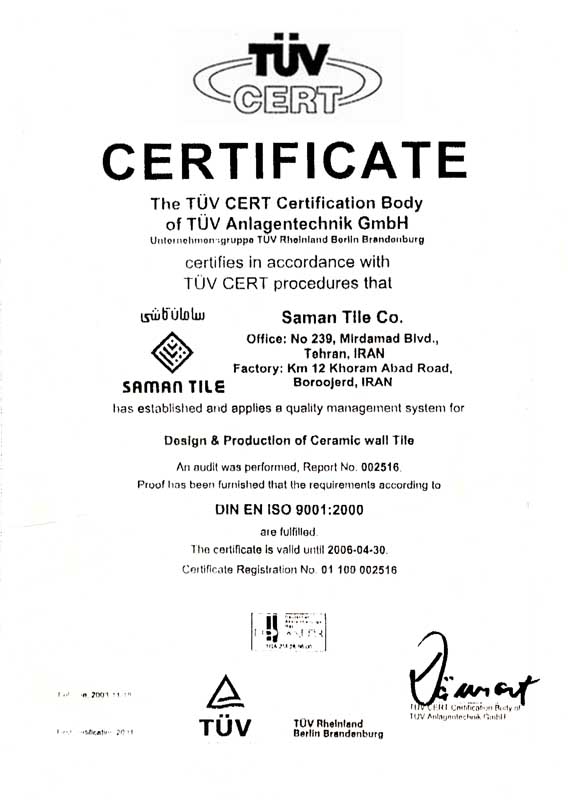 TÜV
CERT
CERTIFICATE
The TÜV CERT Certification Body
of TÜV Anlagentechnik GmbH
Unternehmensgruppe TÜV Rheinland Berlin Brandenburg
certifies in accordance with
TÜV CERT procedures that
سامان کاشی
SAMAN TILE
Saman Tile Co.
Office: No 239, Mirdamad Blvd.,
Tehran, IRAN
Factory: Km 12 Khoram Abad Road,
Boroojerd, IRAN
has established and applies a quality management system for
Design & Production of Ceramic wall Tile
An audit was performed, Report No. 002516.
Proof has been furnished that the requirements according to
DIN EN ISO 9001:2000
are fulfilled.
The certificate is valid until 2006-04-30.
Certificate Registration No. 01 100 002516
TÜV
TÜV Rheinland
Berlin Brandenburg
TÜV CERT Certification Body of
TÜV Anlagentechnik GmbH